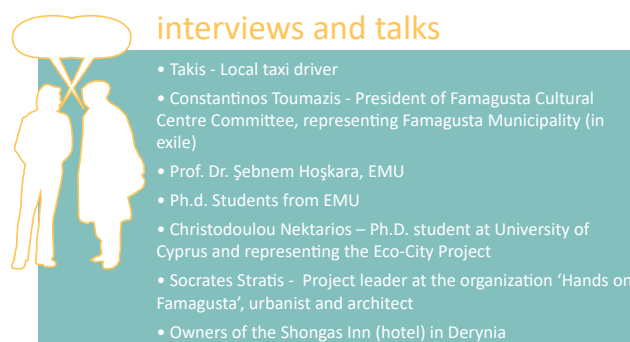 interviews and talks
• Takis - Local taxi driver
• Constantinos Toumazis - President of Famagusta Cultural
Centre Committee, representing Famagusta Municipality (in
exile)
• Prof. Dr. Şebnem Hoşkara, EMU
• Ph.d. Students from EMU
• Christodoulou Nektarios – Ph.D. student at University of
Cyprus and representing the Eco-City Project
• Socrates Stratis -  Project leader at the organization ‘Hands on
Famagusta’, urbanist and architect
• Owners of the Shongas Inn (hotel) in Derynia